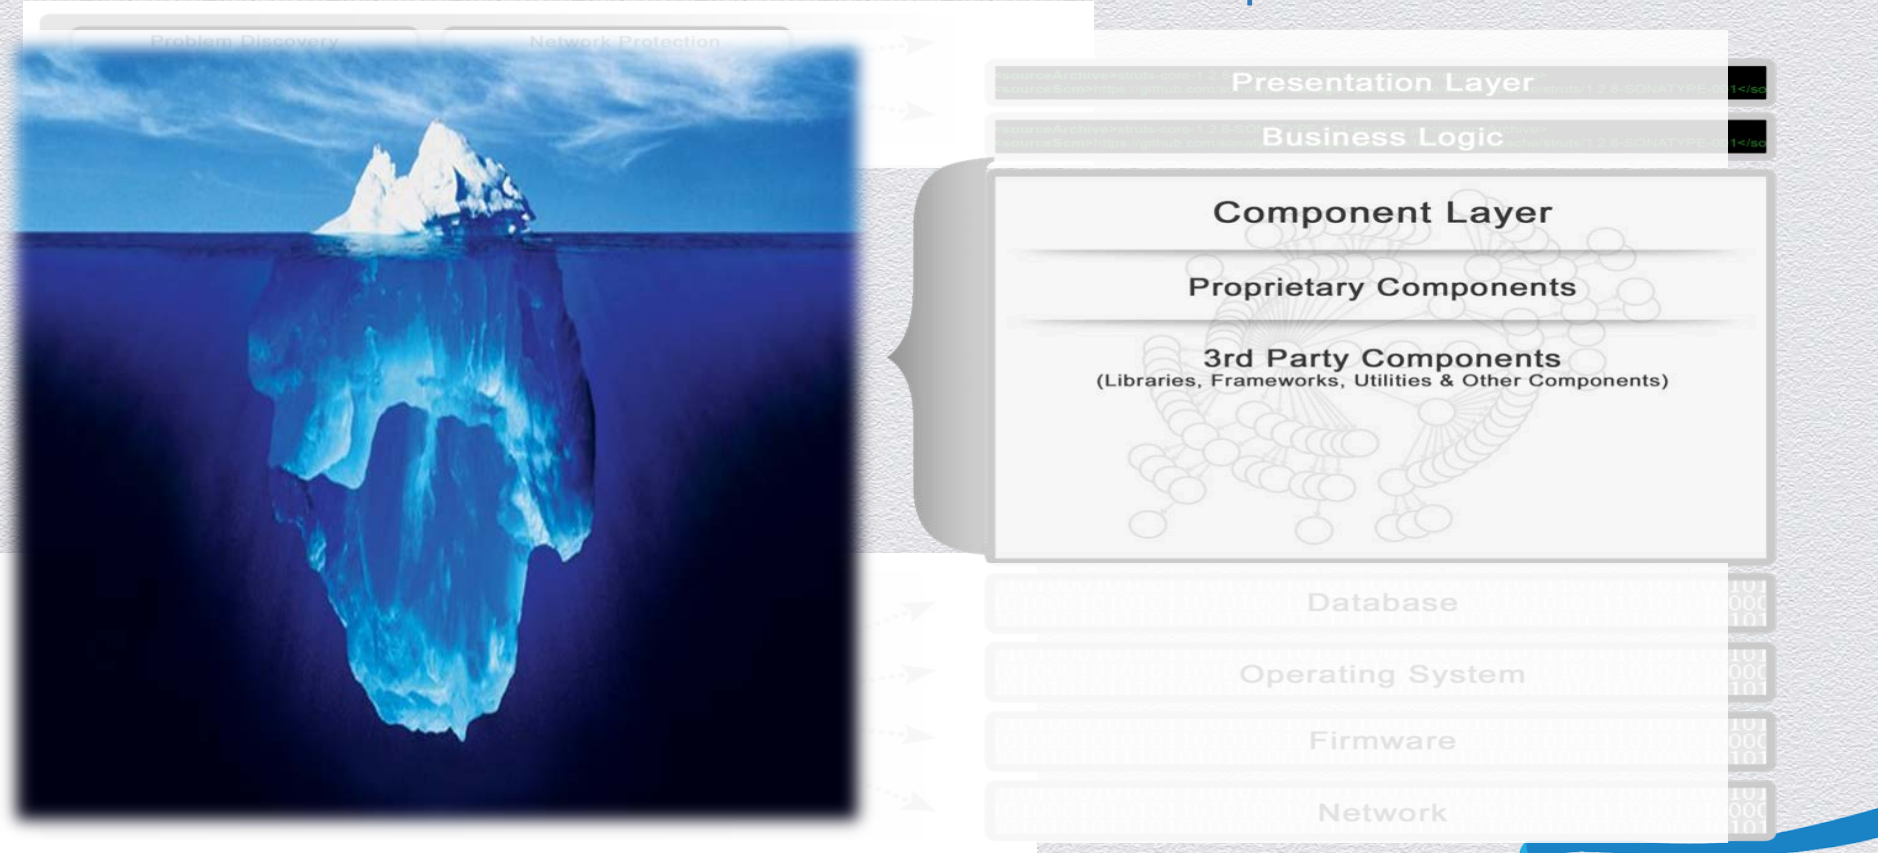 Problem Discovery
Network Protection
Presentation Layer
Business Logic
Component Layer
Proprietary Components
3rd Party Components
(Libraries, Frameworks, Utilities & Other Components)
Database
Operating System
Firmware
Network